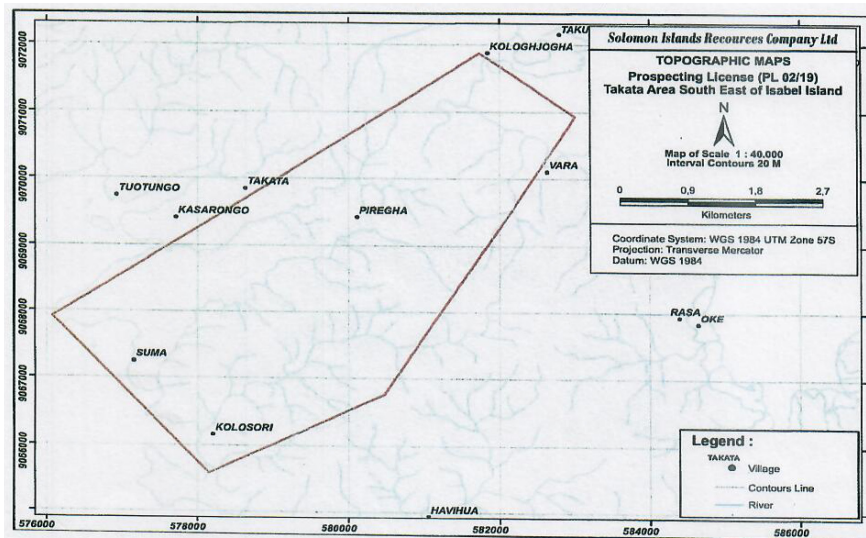 Solomon Islands Recources Company Ltd
TOPOGRAPHIC MAPS
Prospecting License (PL 02/19)
Takata Area South East of Isabel Island
N
Map of Scale 1 : 40.000
Interval Contours 20 M
0 0,9 1,8 2,7
Kilometers
Coordinate System: WGS 1984 UTM Zone 57S
Projection: Transverse Mercator
Datum: WGS 1984
TAKU
KOLOGHJOGHA
VARA
TAKATA
TUOTUNGO
KASARONGO
PIREGHA
RASA
OKE
SUMA
KOLOSORI
HAVIHUA
Legend :
TAKATA
Village
Contours Line
River
9072000
9071000
9070000
9069000
9068000
9067000
9066000
576000 578000 580000 582000 584000 586000